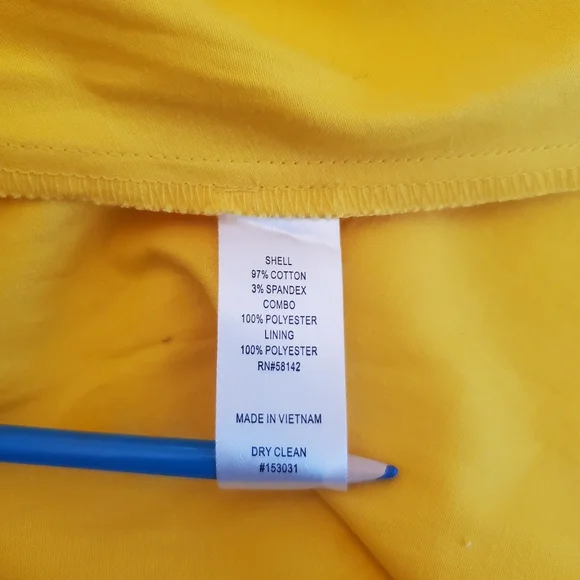 SHELL
97% COTTON
3% SPANDEX
COMBO
100% POLYESTER
LINING
100% POLYESTER
RN#58142
MADE IN VIETNAM
DRY CLEAN
#153031